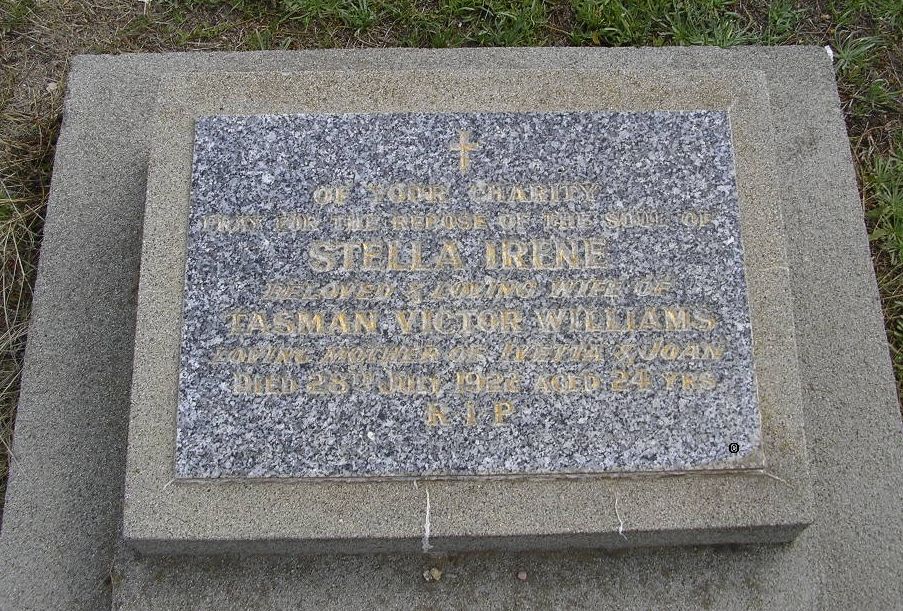 OF YOUR CHARITY
PRAY FOR THE REPOSE OF THE SOUL OF
STELLA IRENE
BELOVED & LOVING WIFE OF
TASMAN VICTOR WILLIAMS
LOVING MOTHER OF & JOAN
DIED 28TH JULY 1922 AGED 24 YRS
R I P
©